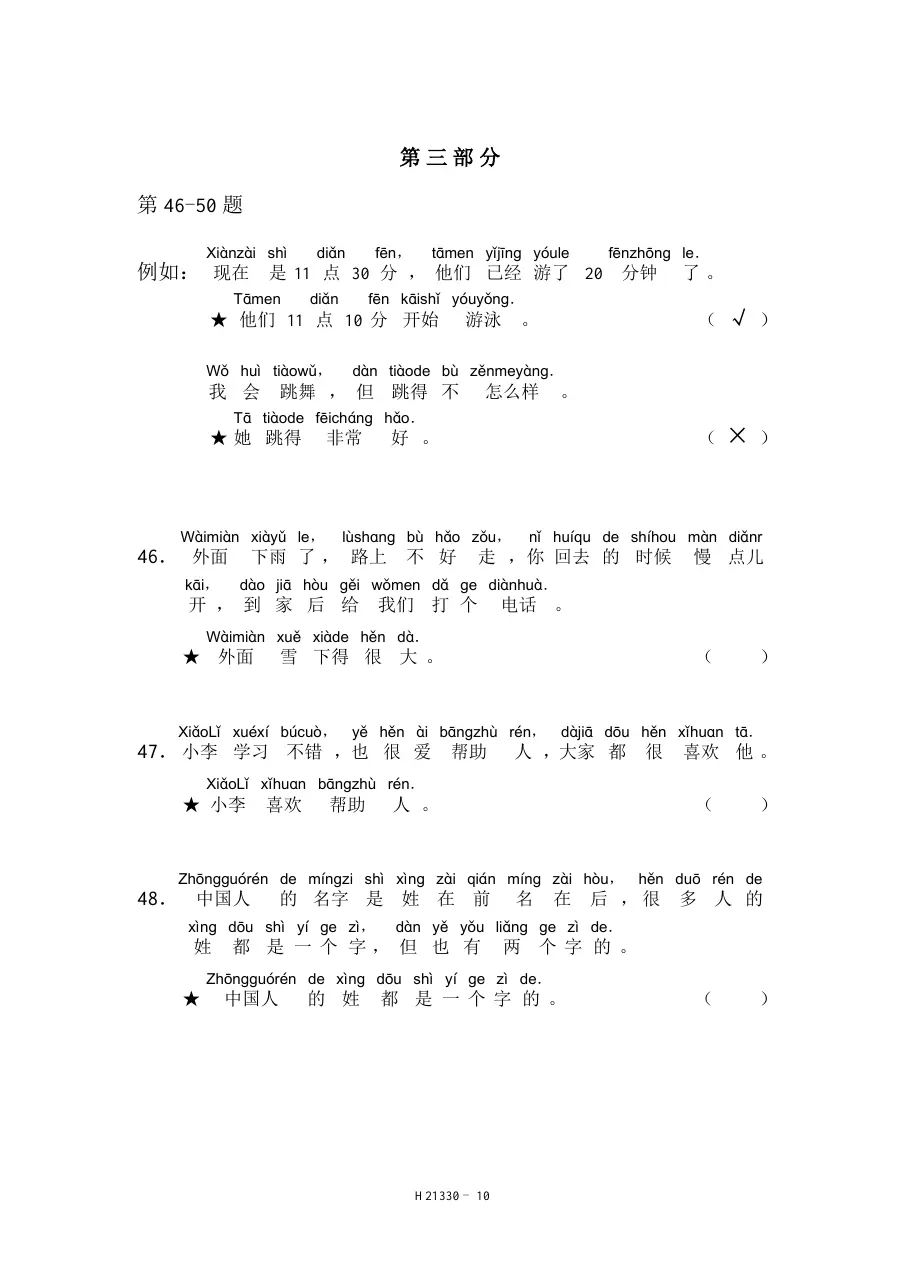 第三部分
第 46-50 题
Xiànzài shì diǎn fēn, tāmen yǐjīng yóule fēnzhōng le.
例如： 现在 是 11 点 30 分 ， 他们 已经 游了 20 分钟 了 。
Tāmen diǎn fēn kāishǐ yóuyǒng.
★ 他们 11 点 10 分 开始 游泳 。 （ √ ）
Wǒ huì tiàowǔ, dàn tiàode bù zěnmeyàng.
我 会 跳舞 ， 但 跳得 不 怎么样 。
Tā tiàode fēicháng hǎo.
★ 她 跳得 非常 好 。 （ × ）
Wàimiàn xiàyǔ le, lùshang bù hǎo zǒu, nǐ huíqu de shíhou màn diǎnr
46． 外面 下雨 了 ， 路上 不 好 走 ，你 回去 的 时候 慢 点儿
kāi, dào jiā hòu gěi wǒmen dǎ ge diànhuà.
开 ， 到 家 后 给 我们 打 个 电话 。
Wàimiàn xuě xiàde hěn dà.
★ 外面 雪 下得 很 大 。 （ ）
XiǎoLǐ xuéxí búcuò, yě hěn ài bāngzhù rén, dàjiā dōu hěn xǐhuan tā.
47． 小李 学习 不错 ，也 很 爱 帮助 人 ，大家 都 很 喜欢 他 。
XiǎoLǐ xǐhuan bāngzhù rén.
★ 小李 喜欢 帮助 人 。 （ ）
Zhōngguórén de míngzi shì xìng zài qián míng zài hòu, hěn duō rén de
48． 中国人 的 名字 是 姓 在 前 名 在 后 ，很 多 人 的
xìng dōu shì yí ge zì, dàn yě yǒu liǎng ge zì de.
姓 都 是 一 个 字 ， 但 也 有 两 个 字 的 。
Zhōngguórén de xìng dōu shì yí ge zì de.
★ 中国人 的 姓 都 是 一 个 字 的 。 （ ）
H21330－10